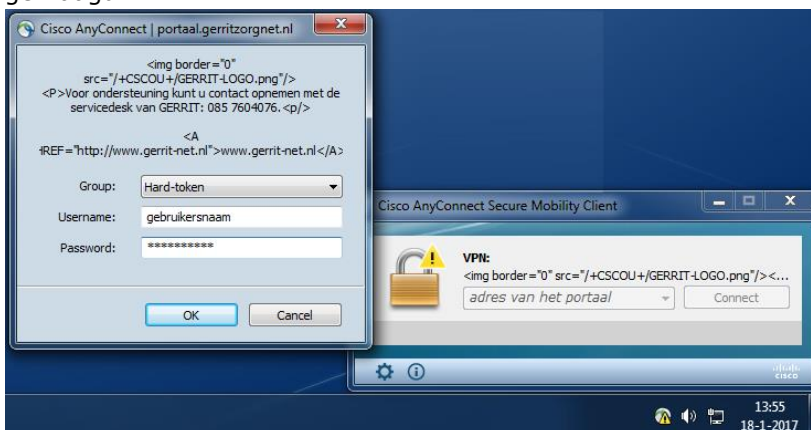 Cisco AnyConnect | portaal.gerritzorgnet.nl
<img border="0"
src="/+CSCOU+/GERRIT-LOGO.png"/>
<P>Voor ondersteuning kunt u contact opnemen met de
servicedesk van GERRIT: 085 7604076.<p/>
<A
HREF="http://www.gerrit-net.nl">www.gerrit-net.nl</A>
Group: Hard-token
Username: gebruikersnaam
Password: **********
OK Cancel
Cisco AnyConnect Secure Mobility Client
VPN:
<img border="0" src="/+CSCOU+/GERRIT-LOGO.png"/><...
adres van het portaal Connect
cisco
13:55
18-1-2017